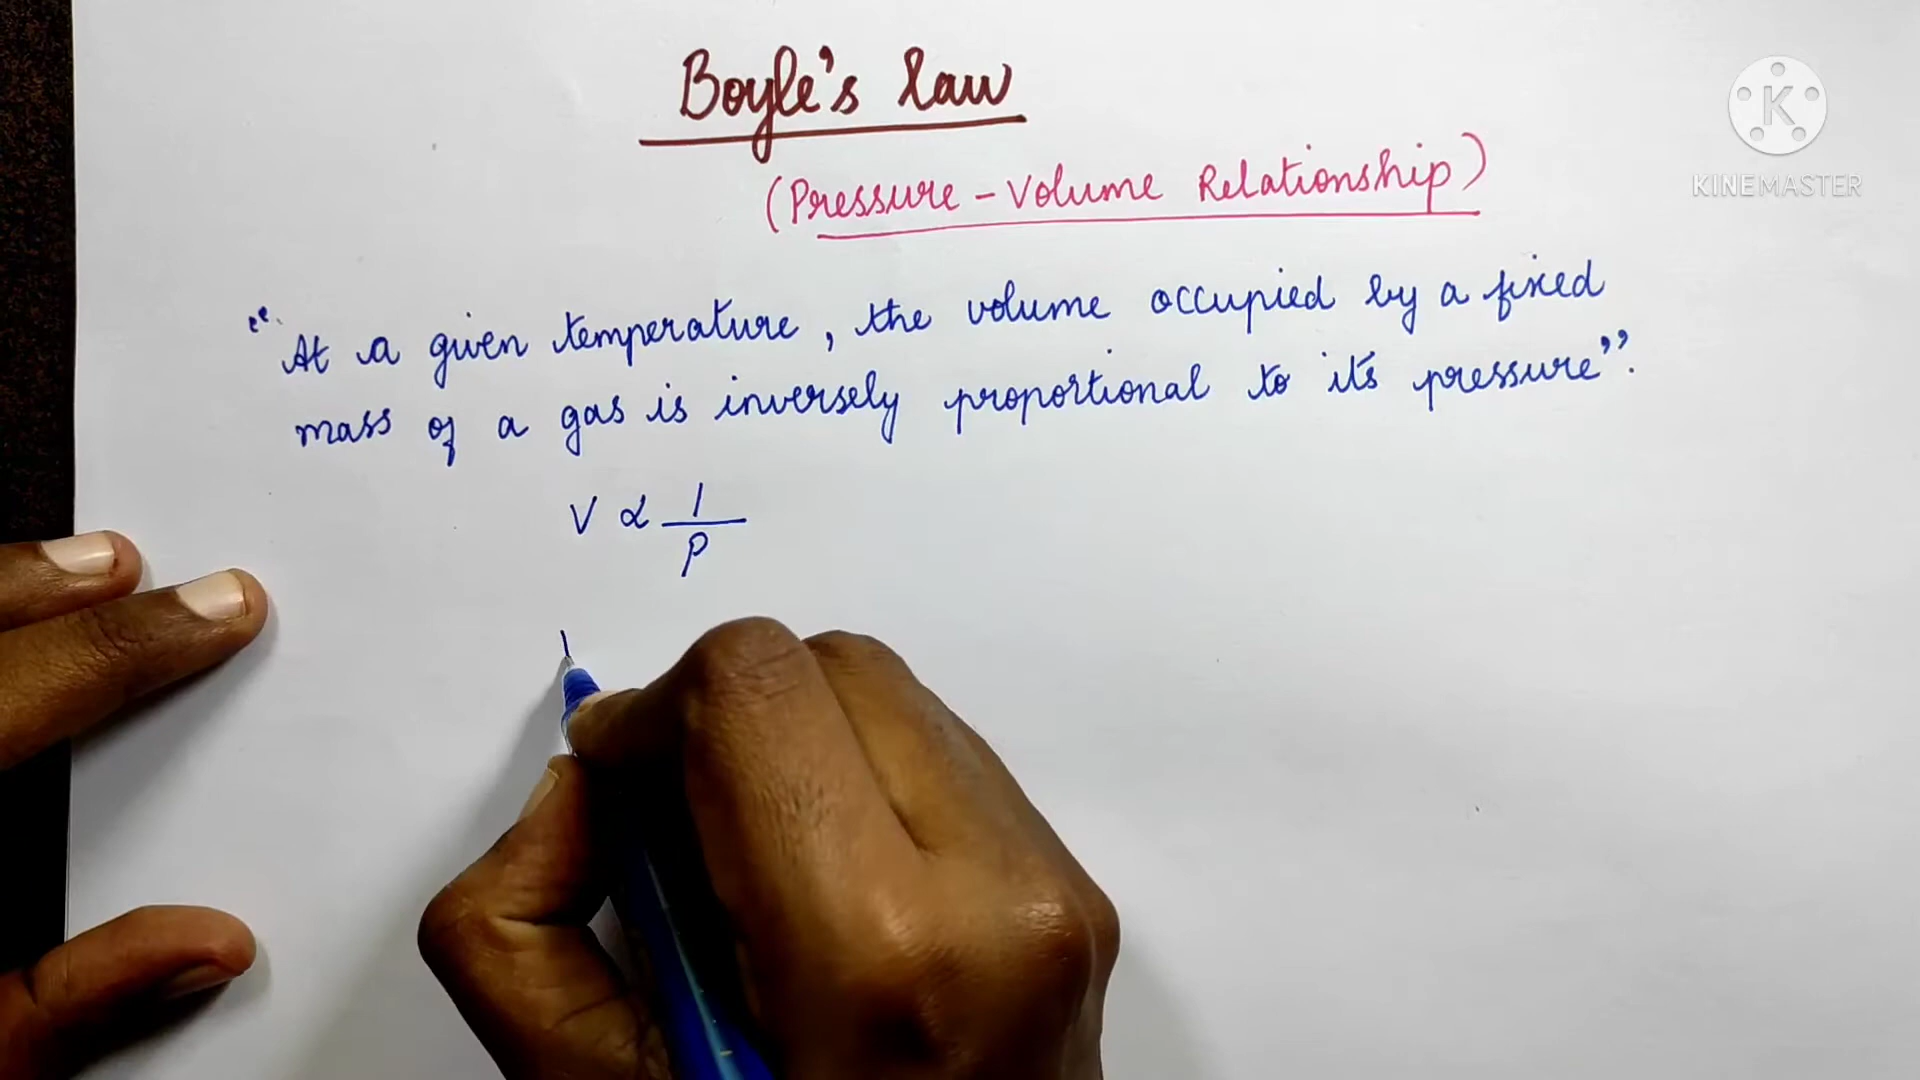 Boyle's law
(Pressure - Volume Relationship)
"At a given temperature, the volume occupied by a fixed
mass of a gas is inversely proportional to it's pressure".
V ∝ 1/P
K
KINEMASTER